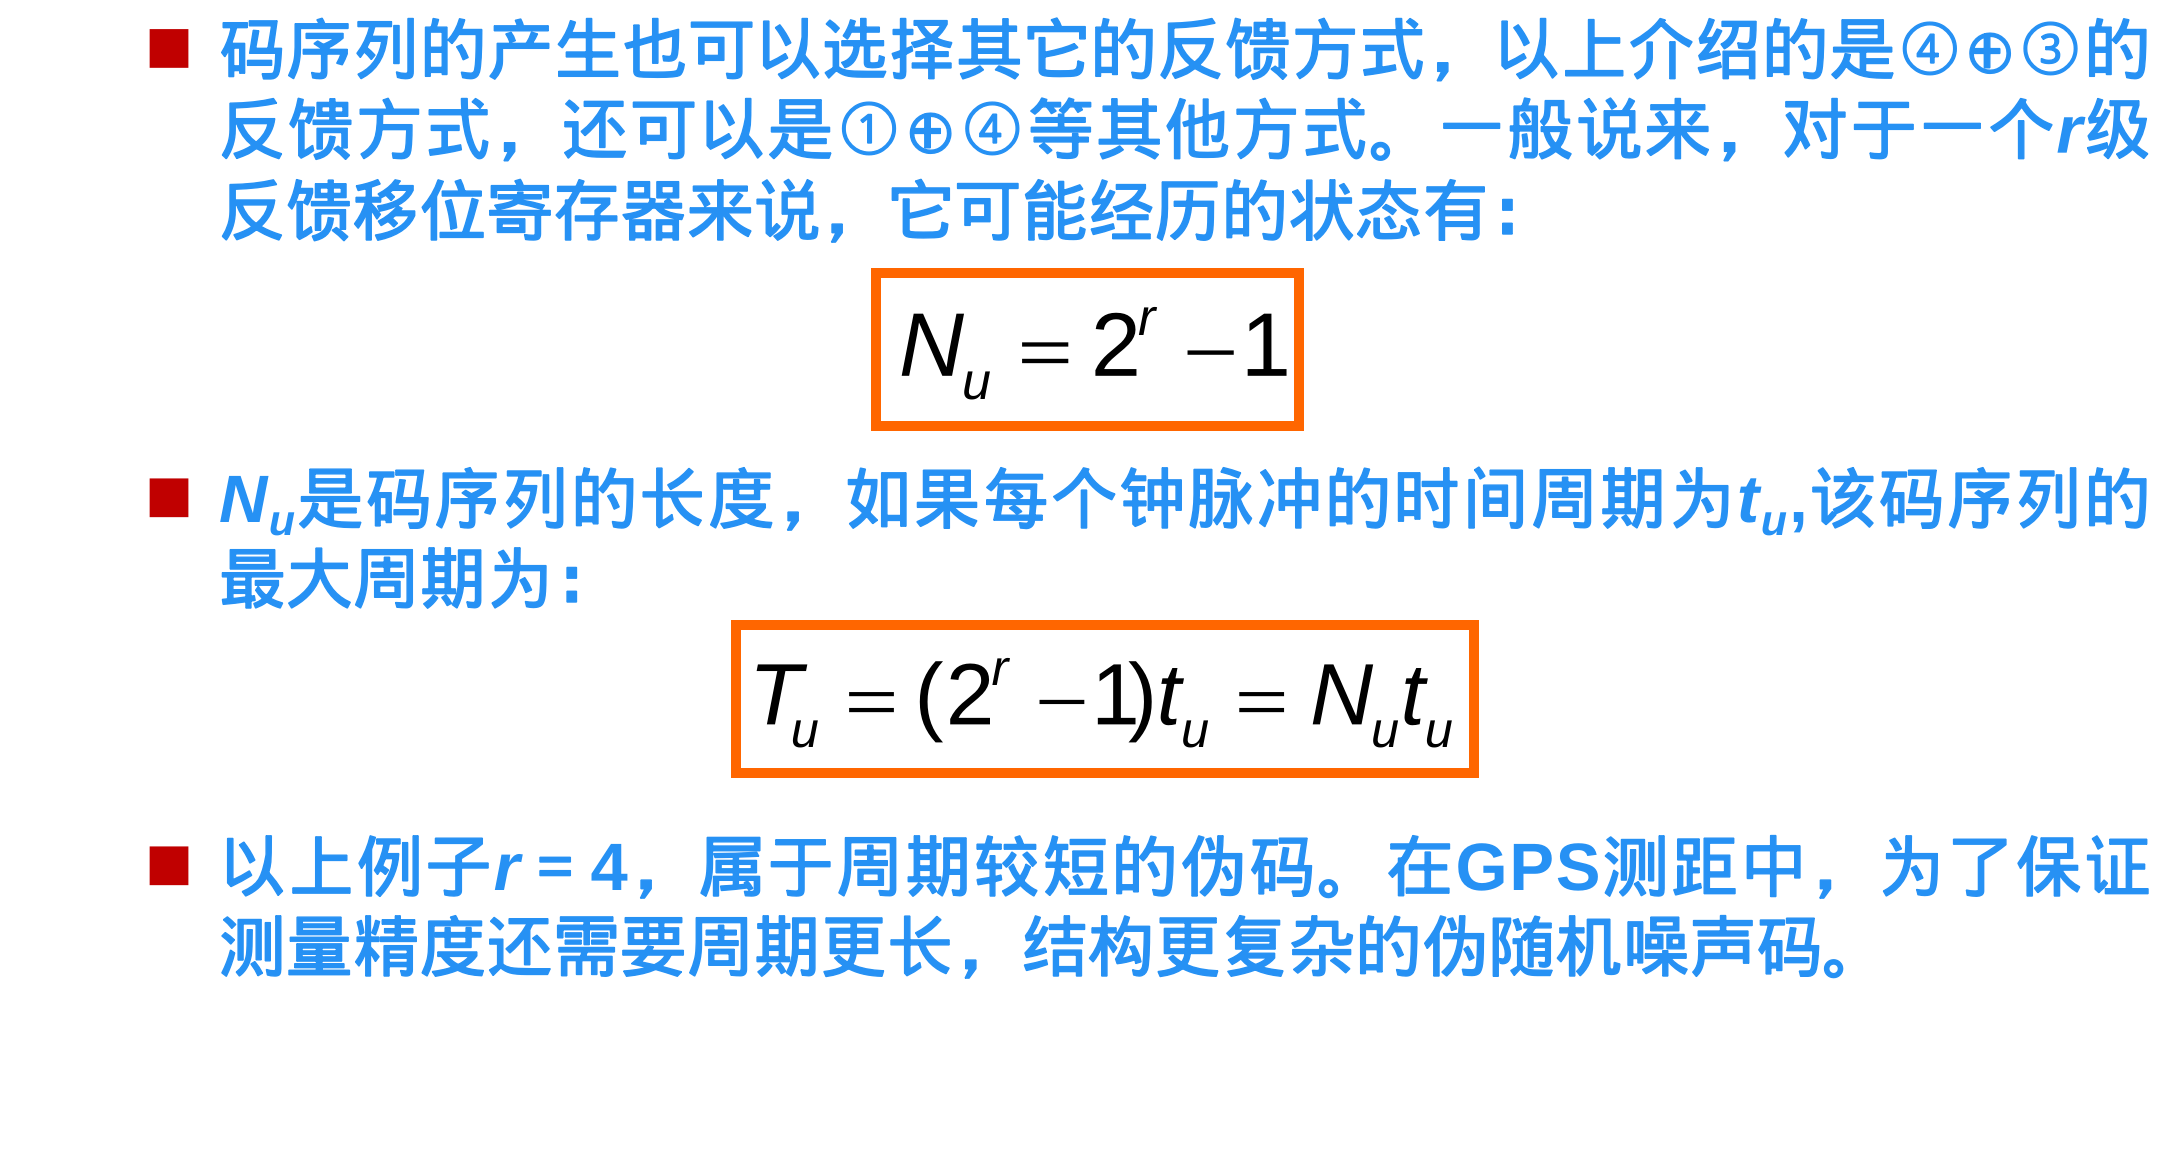 ■ 码序列的产生也可以选择其它的反馈方式，以上介绍的是④⊕③的
反馈方式，还可以是①⊕④等其他方式。一般说来，对于一个r级
反馈移位寄存器来说，它可能经历的状态有：
N_u = 2^r − 1
■ N_u是码序列的长度，如果每个钟脉冲的时间周期为t_u,该码序列的
最大周期为：
T_u = (2^r − 1)t_u = N_u t_u
■ 以上例子r = 4，属于周期较短的伪码。在GPS测距中，为了保证
测量精度还需要周期更长，结构更复杂的伪随机噪声码。